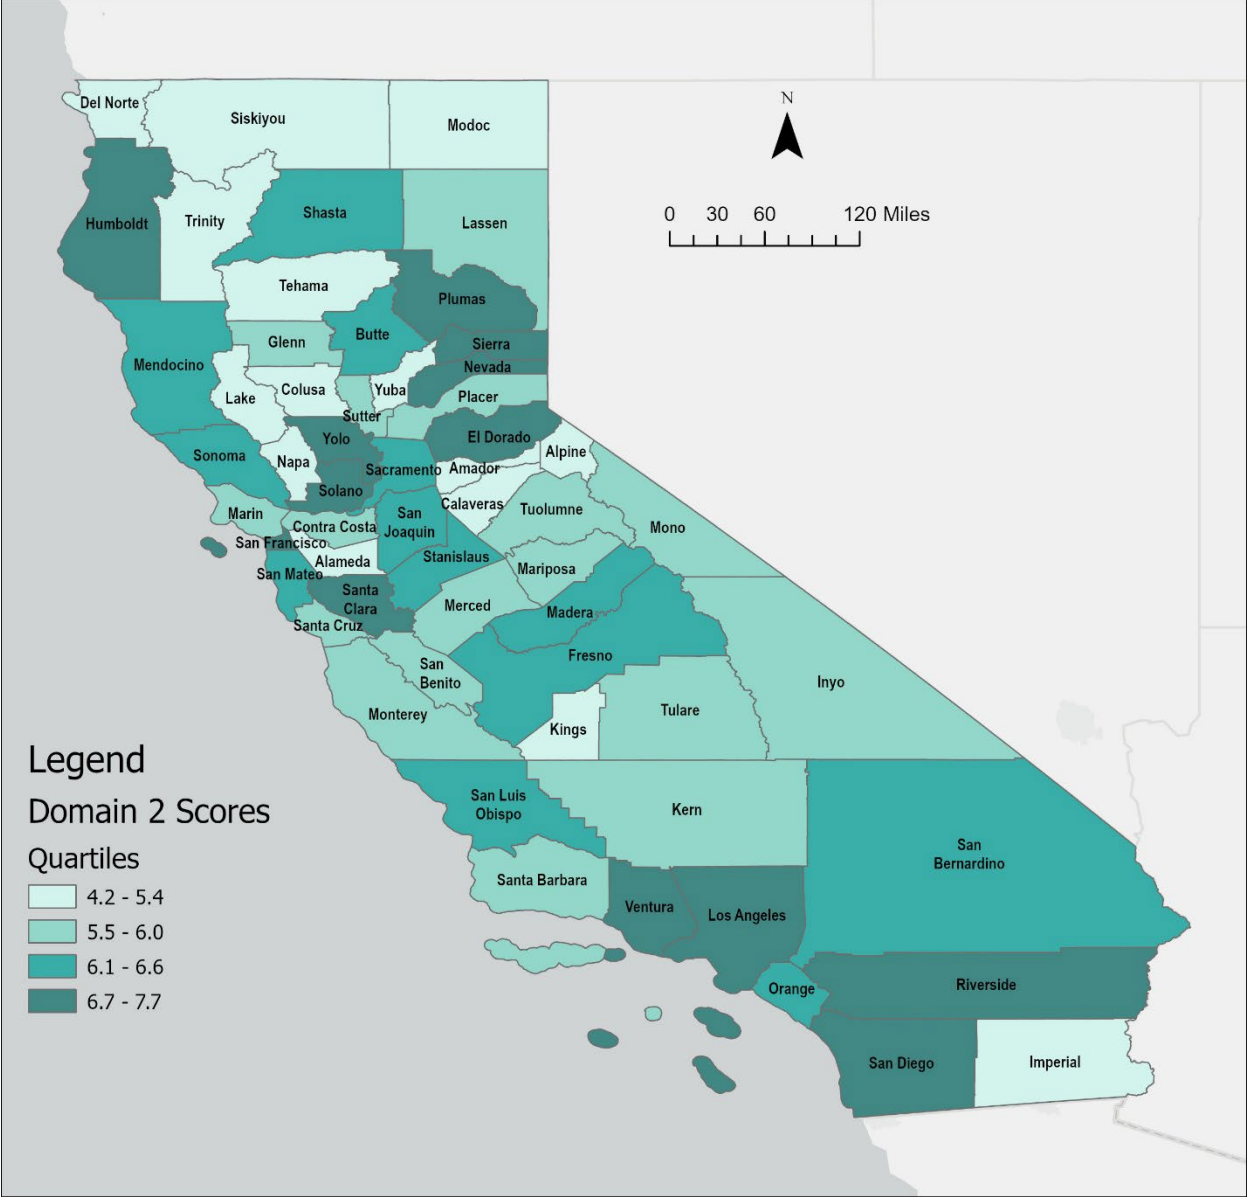 Del Norte
Siskiyou
Modoc
N
0 30 60 120 Miles
Humboldt
Trinity
Shasta
Lassen
Tehama
Plumas
Mendocino
Glenn
Butte
Sierra
Nevada
Lake
Colusa
Sutter
Yuba
Placer
Sonoma
Napa
Yolo
El Dorado
Solano
Sacramento
Amador
Alpine
Marin
Contra Costa
San
Joaquin
Calaveras
Tuolumne
Mono
San Francisco
Alameda
Stanislaus
San Mateo
Santa
Clara
Merced
Mariposa
Santa Cruz
Madera
San
Benito
Fresno
Inyo
Monterey
Kings
Tulare
San Luis
Obispo
Kern
San
Bernardino
Santa Barbara
Ventura
Los Angeles
Orange
Riverside
San Diego
Imperial
Legend
Domain 2 Scores
Quartiles
4.2 - 5.4
5.5 - 6.0
6.1 - 6.6
6.7 - 7.7